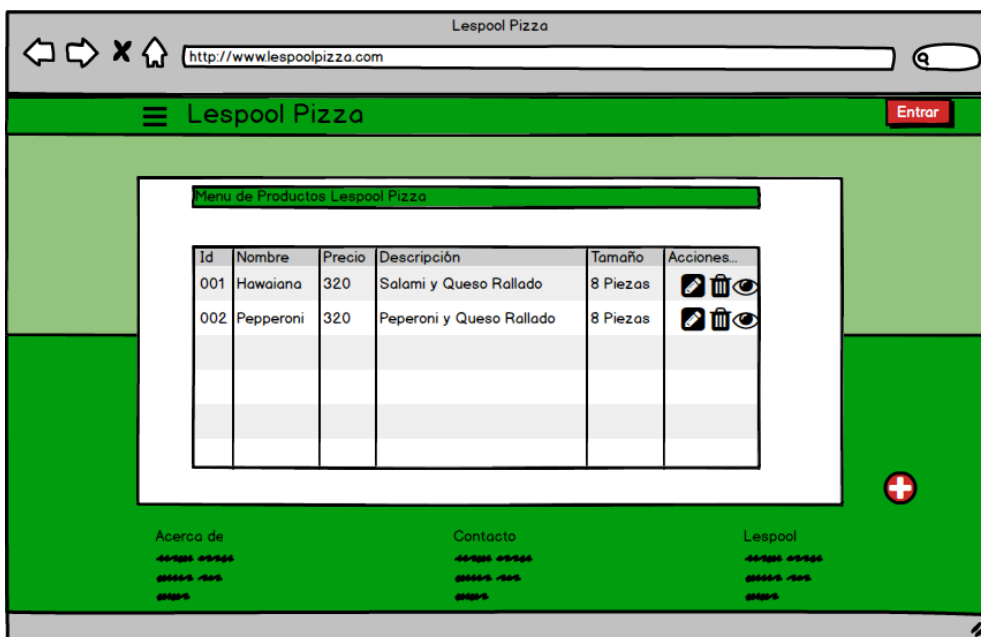 Lespool Pizza
http://www.lespoolpizza.com
Lespool Pizza
Entrar
Menu de Productos Lespool Pizza
Id Nombre Precio Descripción Tamaño Acciones...
001 Hawaiana 320 Salami y Queso Rallado 8 Piezas
002 Pepperoni 320 Peperoni y Queso Rallado 8 Piezas
Acerca de Contacto Lespool